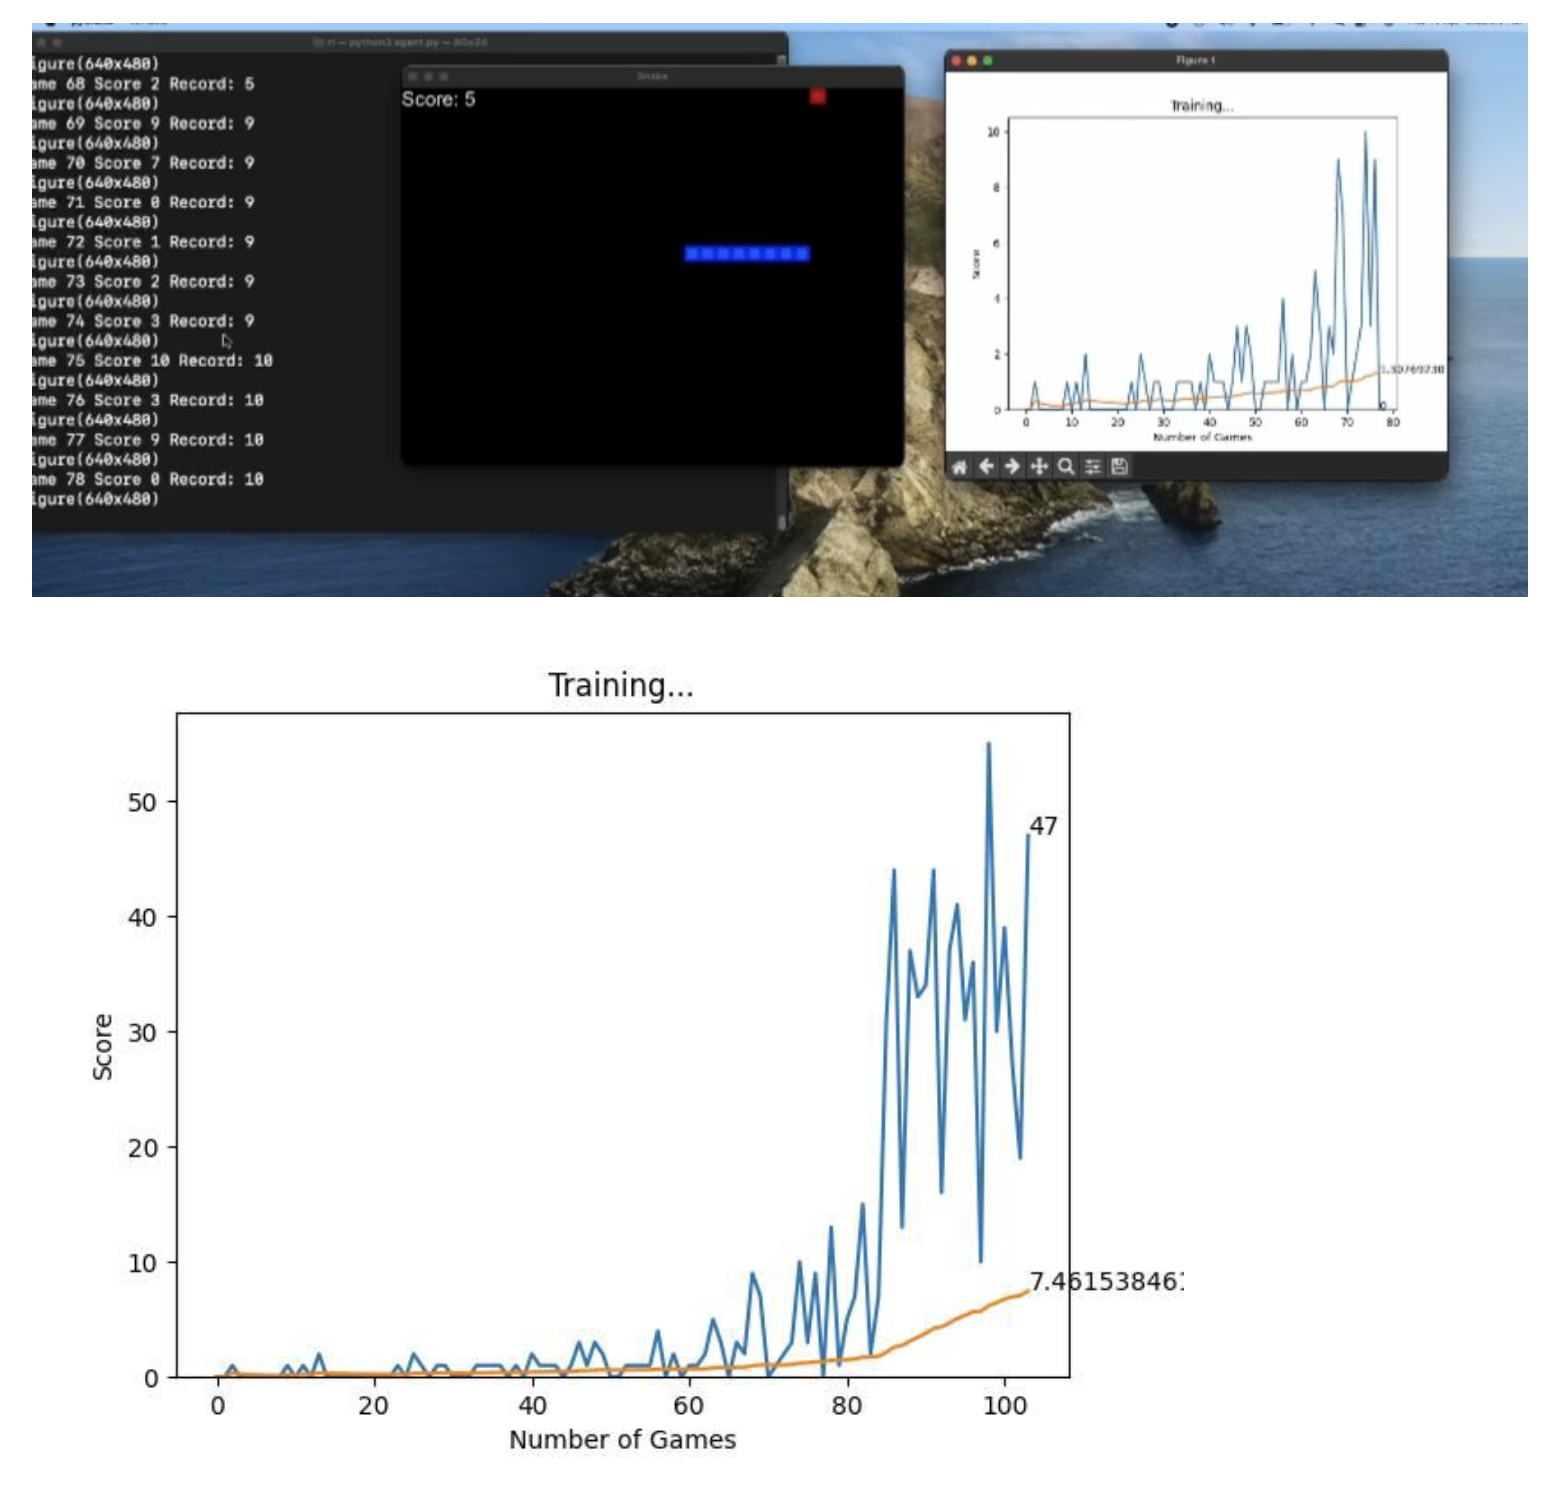 rl — python3 agent.py — 80x24
igure(640x480)
ame 68 Score 2 Record: 5
igure(640x480)
ame 69 Score 9 Record: 9
igure(640x480)
ame 70 Score 7 Record: 9
igure(640x480)
ame 71 Score 0 Record: 9
igure(640x480)
ame 72 Score 1 Record: 9
igure(640x480)
ame 73 Score 2 Record: 9
igure(640x480)
ame 74 Score 3 Record: 9
igure(640x480)
ame 75 Score 10 Record: 10
igure(640x480)
ame 76 Score 3 Record: 10
igure(640x480)
ame 77 Score 9 Record: 10
igure(640x480)
ame 78 Score 0 Record: 10
igure(640x480)
Snake
Score: 5
Figure 1
Training...
10
8
6
4
2
0
Score
1.30769230
0
0 10 20 30 40 50 60 70 80
Number of Games
Training...
50
40
30
20
10
0
Score
47
7.461538461
0 20 40 60 80 100
Number of Games